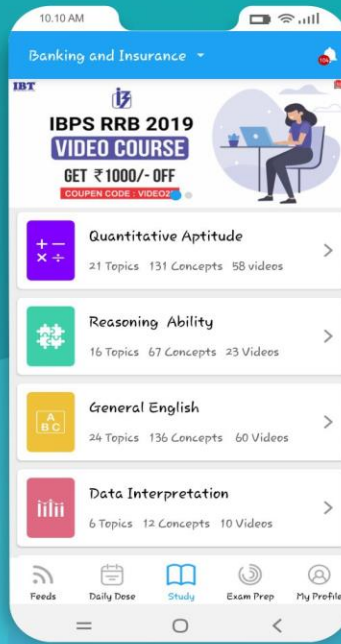 10.10 AM
Banking and Insurance
IBT
IBPS RRB 2019
VIDEO COURSE
GET ₹1000/- OFF
COUPEN CODE : VIDEO2
+ −
× ÷
Quantitative Aptitude
21 Topics 131 Concepts 58 videos
Reasoning Ability
16 Topics 67 Concepts 23 Videos
A
B C
General English
24 Topics 136 Concepts 60 Videos
Data Interpretation
6 Topics 12 Concepts 10 Videos
Feeds Daily Dose Study Exam Prep My Profile